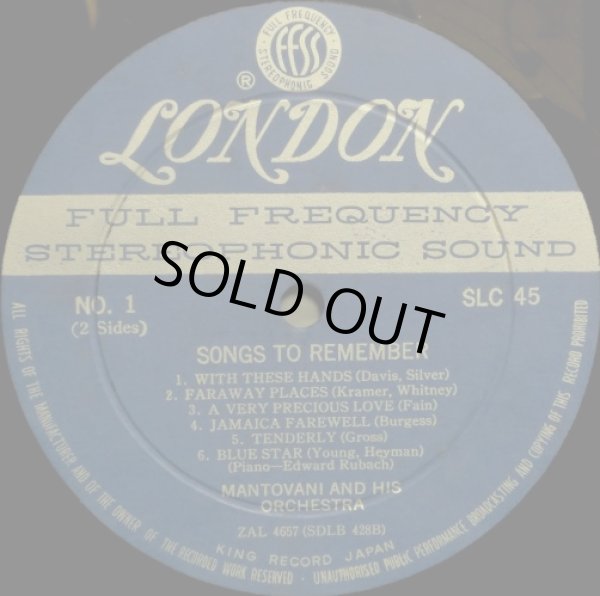 FULL FREQUENCY
FFSS
STEREOPHONIC SOUND
®
LONDON
FULL FREQUENCY
STEREOPHONIC SOUND
SOLD OUT
NO. 1
(2 Sides)
SLC 45
SONGS TO REMEMBER
1. WITH THESE HANDS (Davis, Silver)
2. FARAWAY PLACES (Kramer, Whitney)
3. A VERY PRECIOUS LOVE (Fain)
4. JAMAICA FAREWELL (Burgess)
5. TENDERLY (Gross)
6. BLUE STAR (Young, Heyman)
(Piano—Edward Rubach)
MANTOVANI AND HIS
ORCHESTRA
ZAL 4657 (SDLB 428B)
KING RECORD JAPAN
ALL RIGHTS OF THE MANUFACTURER AND OF THE OWNER OF THE RECORDED WORK RESERVED · UNAUTHORISED PUBLIC PERFORMANCE BROADCASTING AND COPYING OF THIS RECORD PROHIBITED